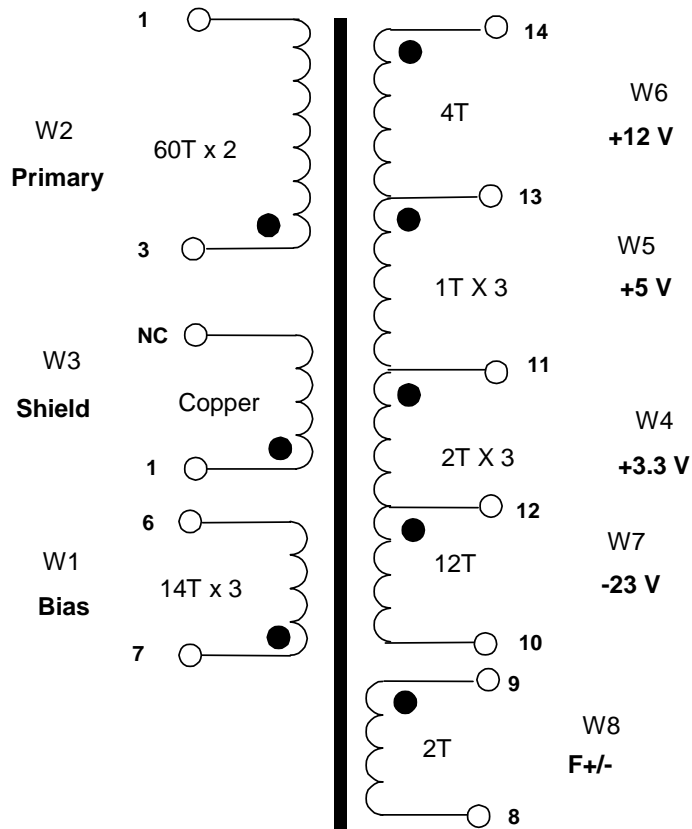 1
W2
Primary
60T x 2
3
NC
W3
Shield
Copper
1
6
W1
Bias
14T x 3
7
14
4T
W6
+12 V
13
1T X 3
W5
+5 V
11
2T X 3
W4
+3.3 V
12
12T
W7
-23 V
10
9
2T
W8
F+/-
8